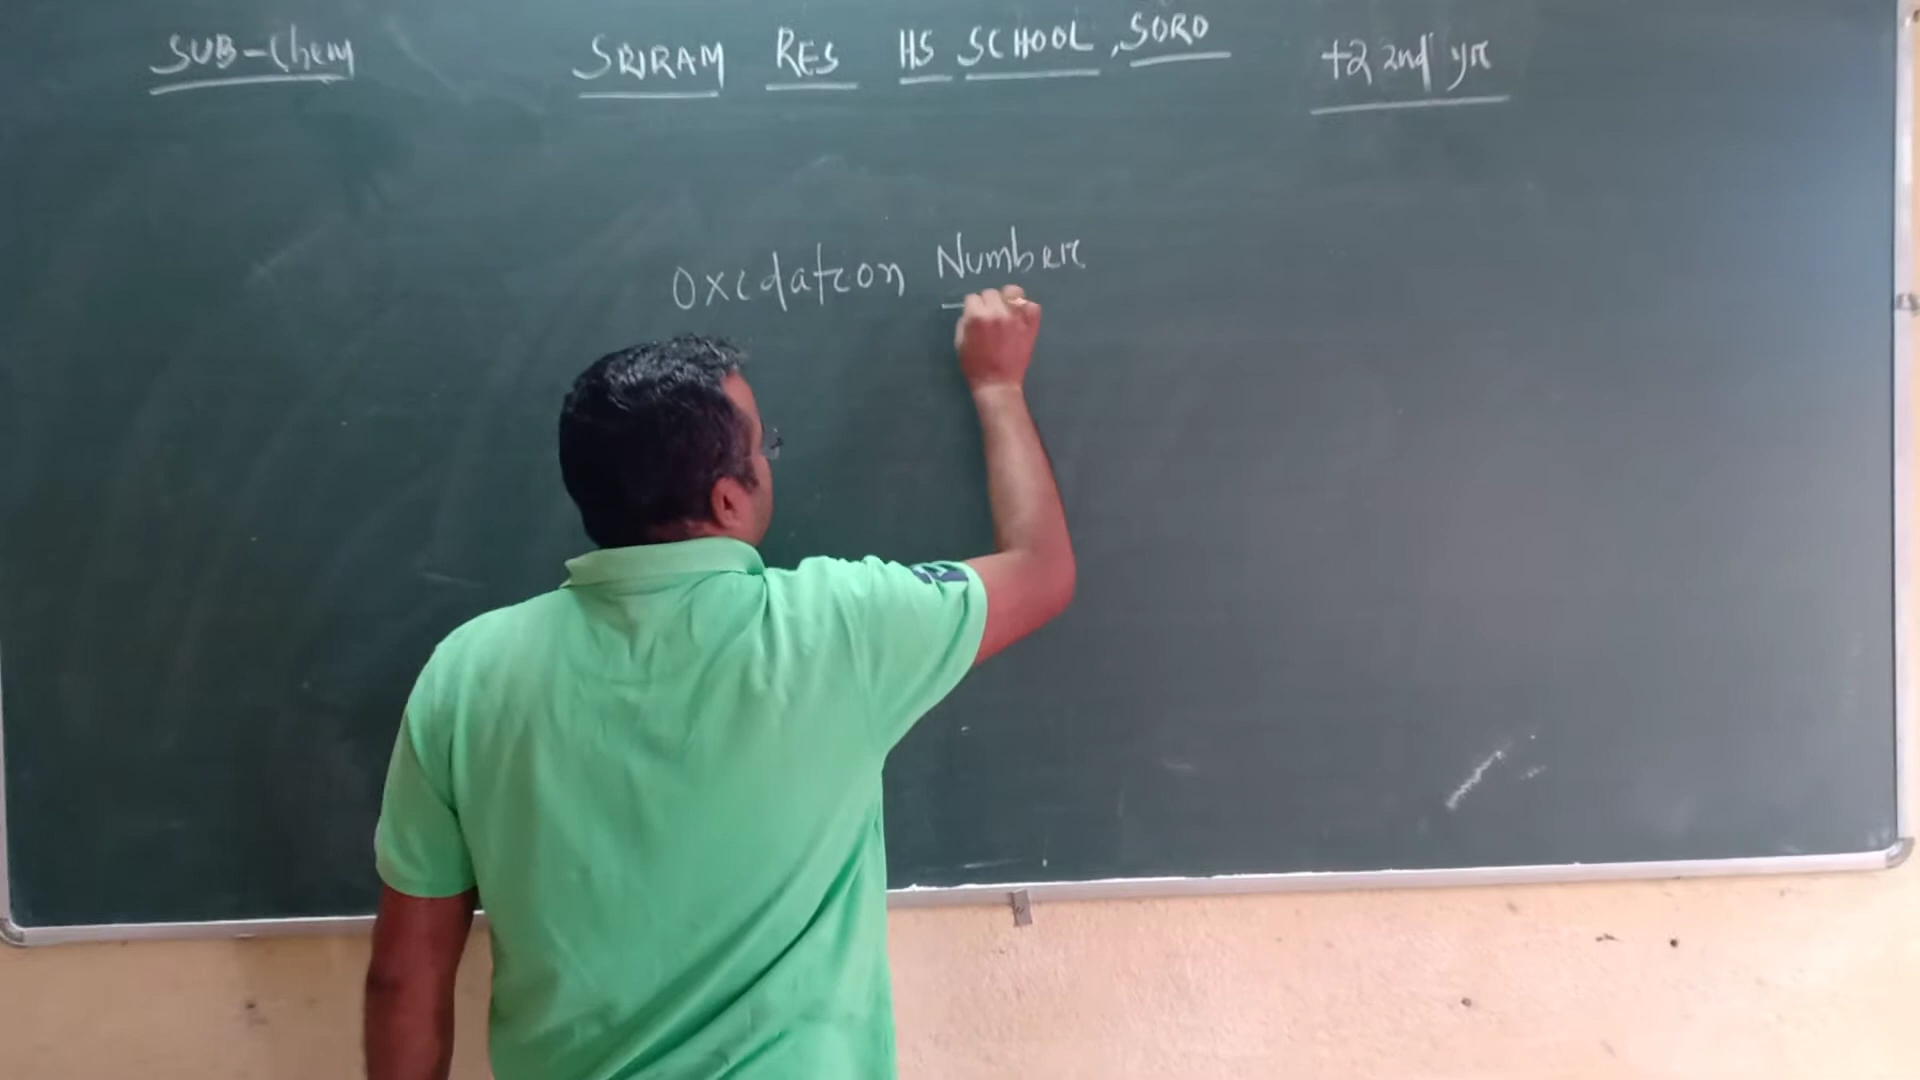 SUB-Chem SRIRAM RES HS SCHOOL, SORO +2 2nd yr
Oxidation Number